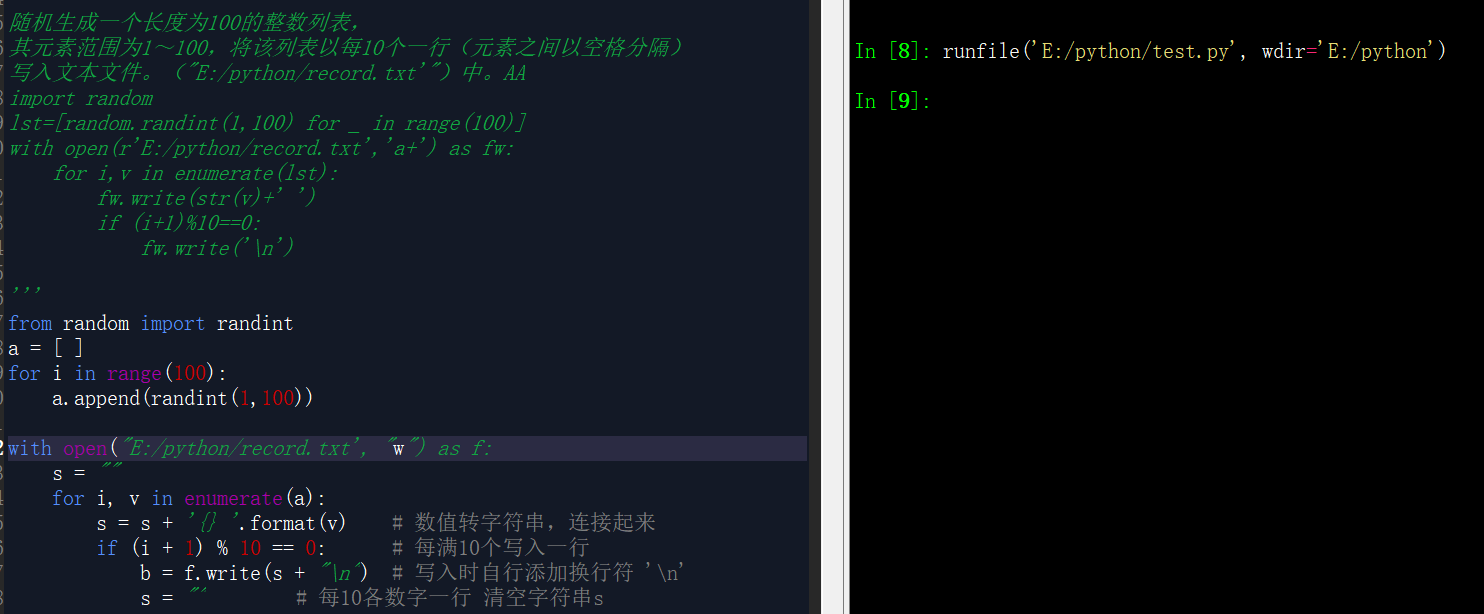 随机生成一个长度为100的整数列表，
其元素范围为1～100，将该列表以每10个一行（元素之间以空格分隔）
写入文本文件。（"E:/python/record.txt'"）中。AA
import random
lst=[random.randint(1,100) for _ in range(100)]
with open(r'E:/python/record.txt','a+') as fw:
    for i,v in enumerate(lst):
        fw.write(str(v)+' ')
        if (i+1)%10==0:
            fw.write('\n')
'''
from random import randint
a = [ ]
for i in range(100):
    a.append(randint(1,100))
with open("E:/python/record.txt', "w") as f:
    s = ""
    for i, v in enumerate(a):
        s = s + '{} '.format(v)    # 数值转字符串，连接起来
        if (i + 1) % 10 == 0:      # 每满10个写入一行
            b = f.write(s + "\n")  # 写入时自行添加换行符 '\n'
            s = "'        # 每10各数字一行 清空字符串s
In [8]: runfile('E:/python/test.py', wdir='E:/python')
In [9]: